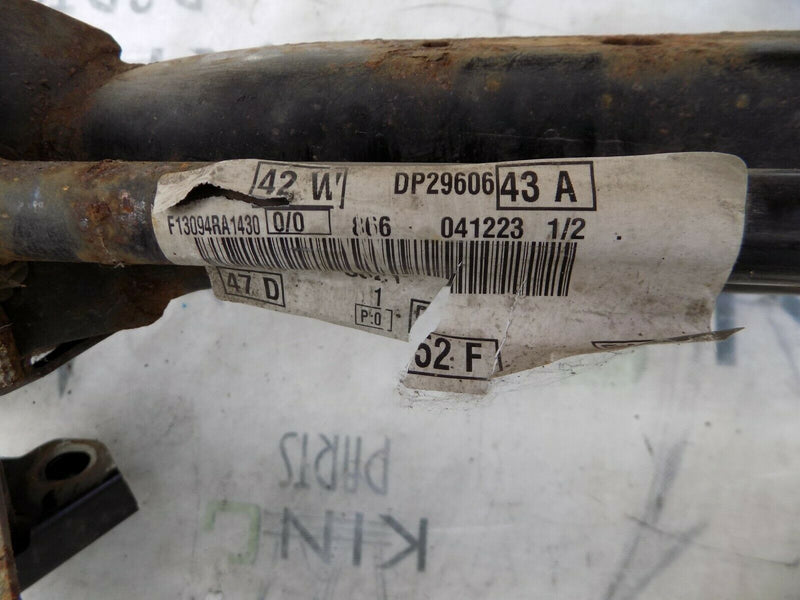 42 W DP29606 43 A
F13094RA1430 0/0 866 041223 1/2
47 D
1
P:0
52 F
PARTS
KING